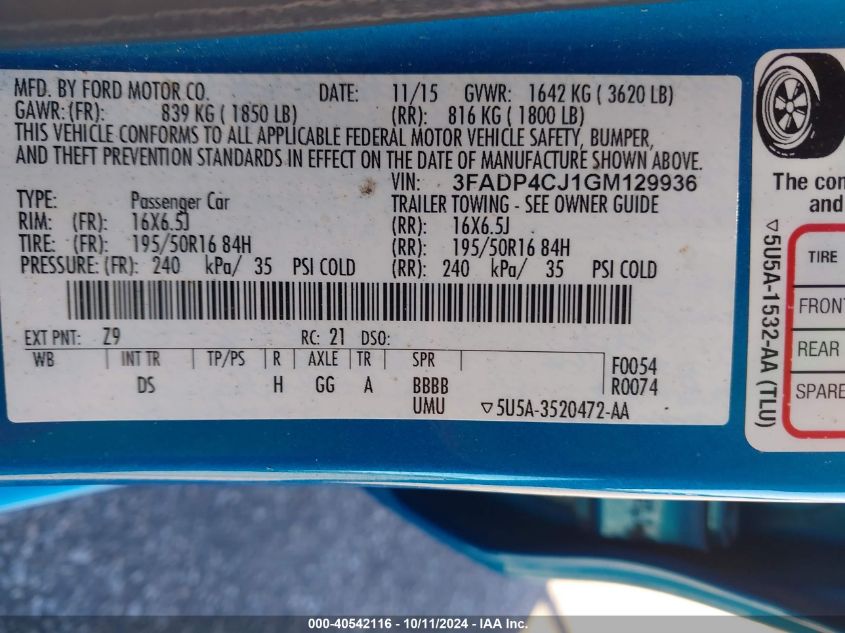 MFD. BY FORD MOTOR CO. DATE: 11/15 GVWR: 1642 KG ( 3620 LB)
GAWR: (FR): 839 KG ( 1850 LB) (RR): 816 KG ( 1800 LB)
THIS VEHICLE CONFORMS TO ALL APPLICABLE FEDERAL MOTOR VEHICLE SAFETY, BUMPER,
AND THEFT PREVENTION STANDARDS IN EFFECT ON THE DATE OF MANUFACTURE SHOWN ABOVE.
VIN: 3FADP4CJ1GM129936
TYPE: Passenger Car TRAILER TOWING - SEE OWNER GUIDE
RIM: (FR): 16X6.5J (RR): 16X6.5J
TIRE: (FR): 195/50R16 84H (RR): 195/50R16 84H
PRESSURE: (FR): 240 kPa/ 35 PSI COLD (RR): 240 kPa/ 35 PSI COLD
EXT PNT: Z9 RC: 21 DSO:
WB INT TR TP/PS R AXLE TR SPR F0054
DS H GG A BBBB R0074
UMU ▽5U5A-3520472-AA
The com
and
▽5U5A-1532-AA (TLU)
TIRE
FRONT
REAR
SPARE
000-40542116 - 10/11/2024 - IAA Inc.